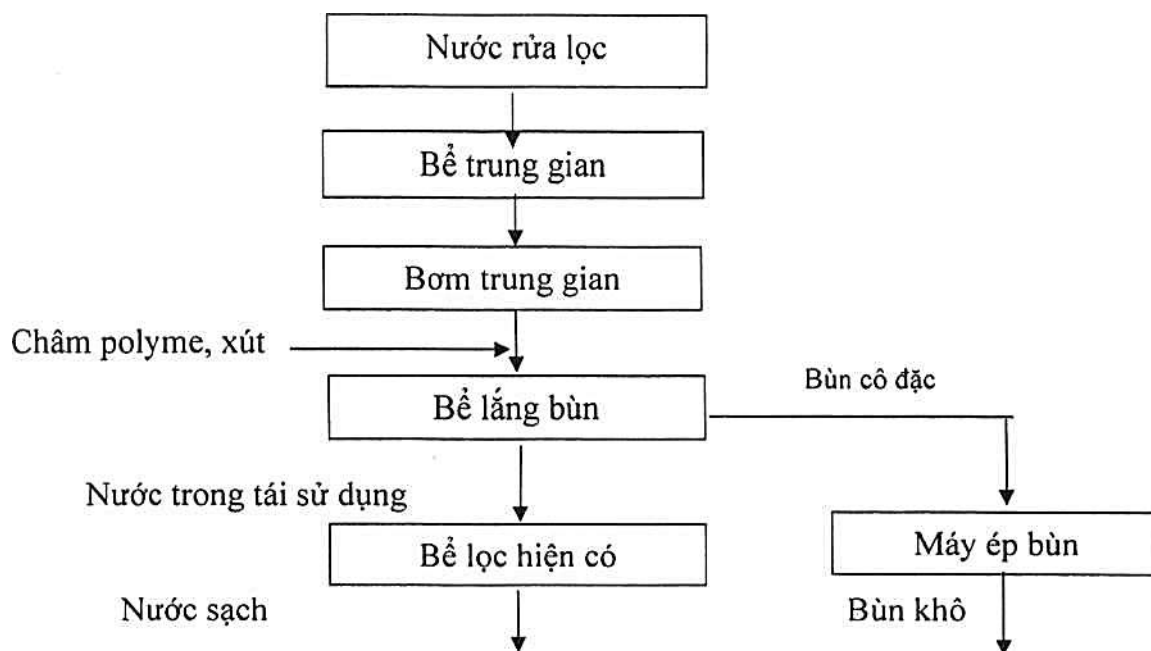 Nước rửa lọc
Bể trung gian
Bơm trung gian
Châm polyme, xút
Bùn cô đặc
Bể lắng bùn
Nước trong tái sử dụng
Bể lọc hiện có
Máy ép bùn
Nước sạch
Bùn khô